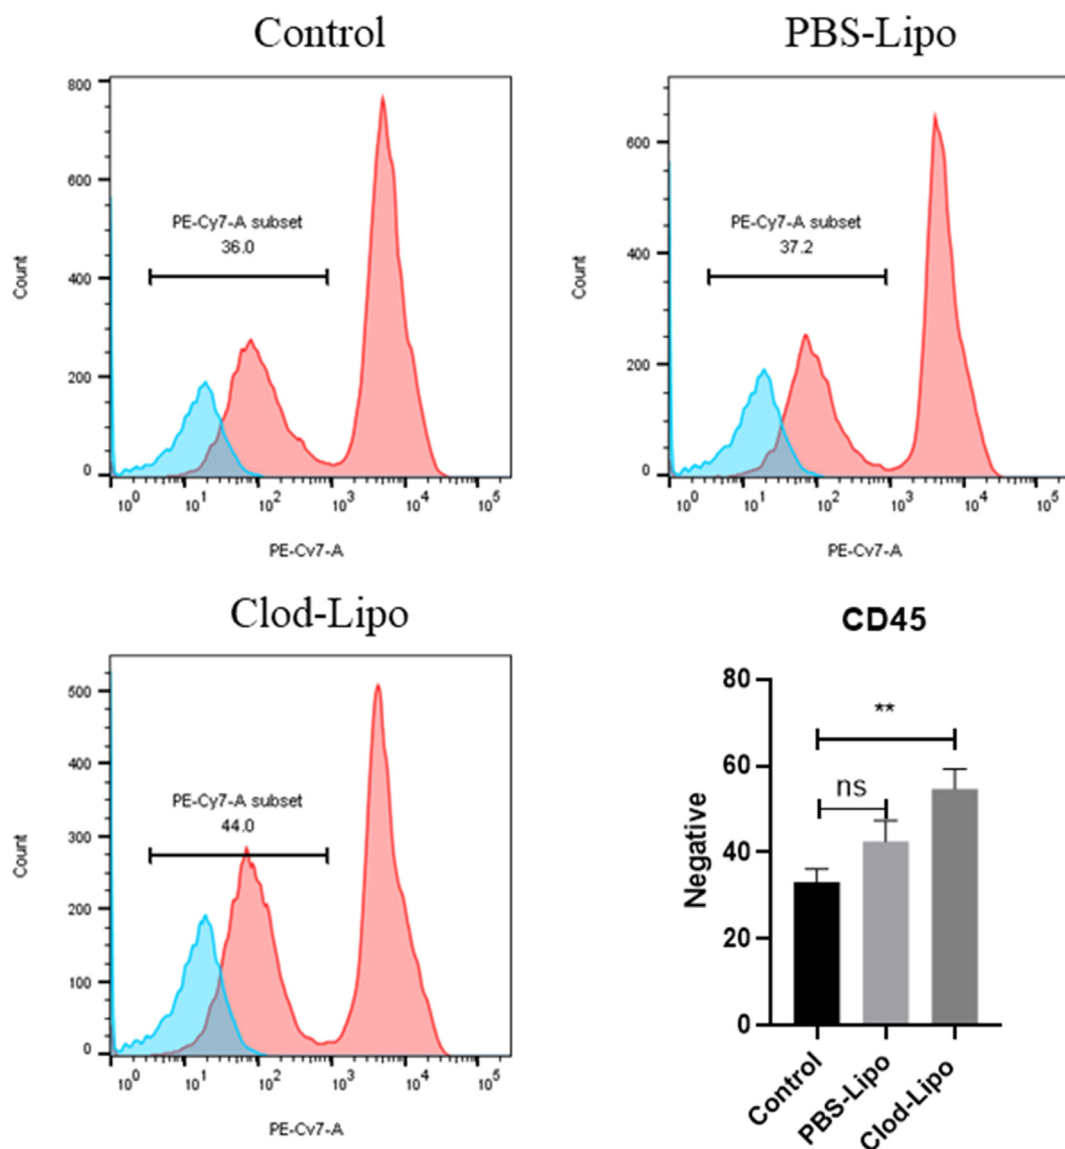 Control
800
600
400
200
0
Count
PE-Cy7-A subset
36.0
10^0 10^1 10^2 10^3 10^4 10^5
PE-Cy7-A
PBS-Lipo
600
400
200
0
Count
PE-Cy7-A subset
37.2
10^0 10^1 10^2 10^3 10^4 10^5
PE-Cy7-A
Clod-Lipo
500
400
300
200
100
0
Count
PE-Cy7-A subset
44.0
10^0 10^1 10^2 10^3 10^4 10^5
PE-Cy7-A
CD45
80
60
40
20
0
Negative
**
ns
Control
PBS-Lipo
Clod-Lipo